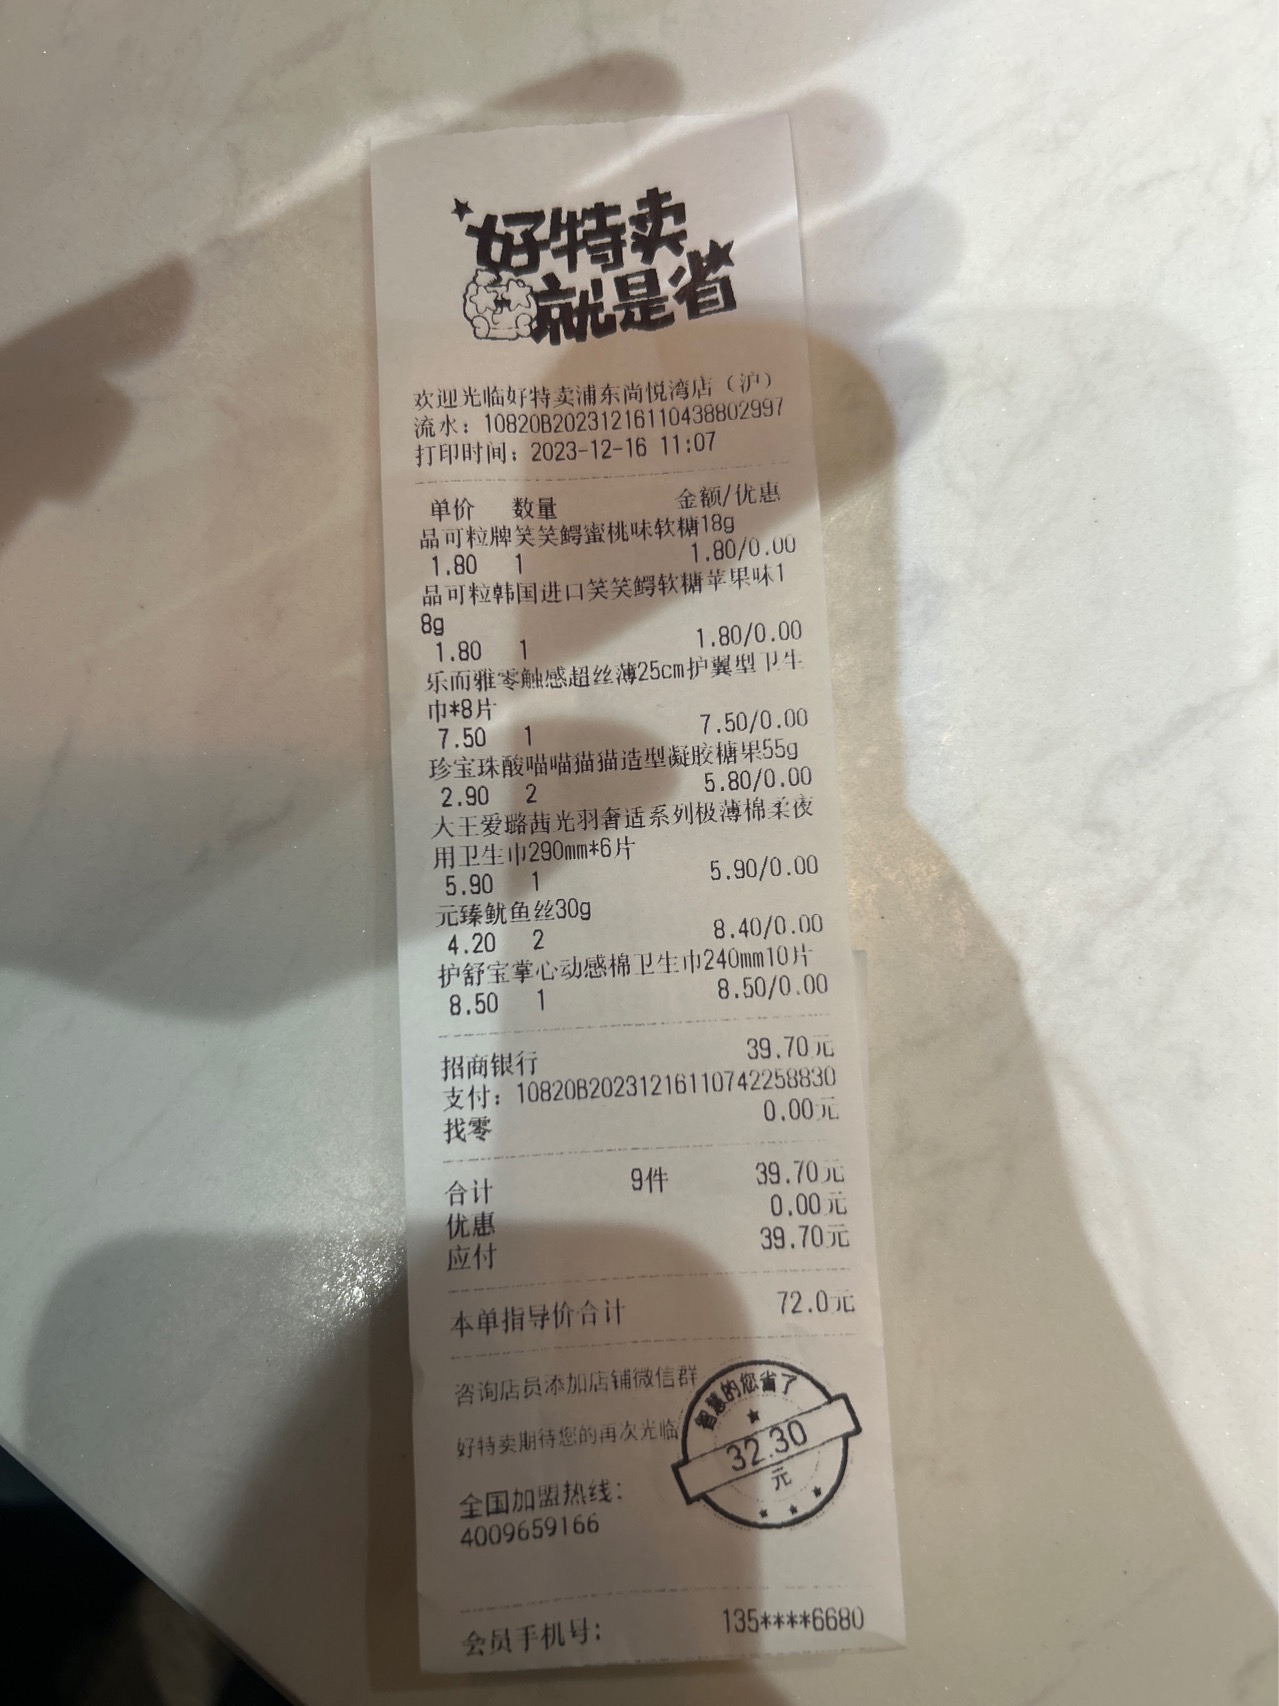 好特卖
就是省
欢迎光临好特卖浦东尚悦湾店（沪）
流水：10820B202312161104388029​97
打印时间：2023-12-16 11:07
单价 数量 金额/优惠
品可粒牌笑笑鳄蜜桃味软糖18g
1.80 1 1.80/0.00
品可粒韩国进口笑笑鳄软糖苹果味1
8g
1.80 1 1.80/0.00
乐而雅零触感超丝薄25cm护翼型卫生
巾*8片
7.50 1 7.50/0.00
珍宝珠酸喵喵猫猫造型凝胶糖果55g
2.90 2 5.80/0.00
大王爱璐茜光羽奢适系列极薄棉柔夜
用卫生巾290mm*6片
5.90 1 5.90/0.00
元臻鱿鱼丝30g
4.20 2 8.40/0.00
护舒宝掌心动感棉卫生巾240mm10片
8.50 1 8.50/0.00
招商银行 39.70元
支付：10820B20231216110742258830
找零 0.00元
合计 9件 39.70元
优惠 0.00元
应付 39.70元
本单指导价合计 72.0元
咨询店员添加店铺微信群
好特卖期待您的再次光临
智慧的您省了
32.30
元
全国加盟热线：
4009659166
会员手机号： 135****6680